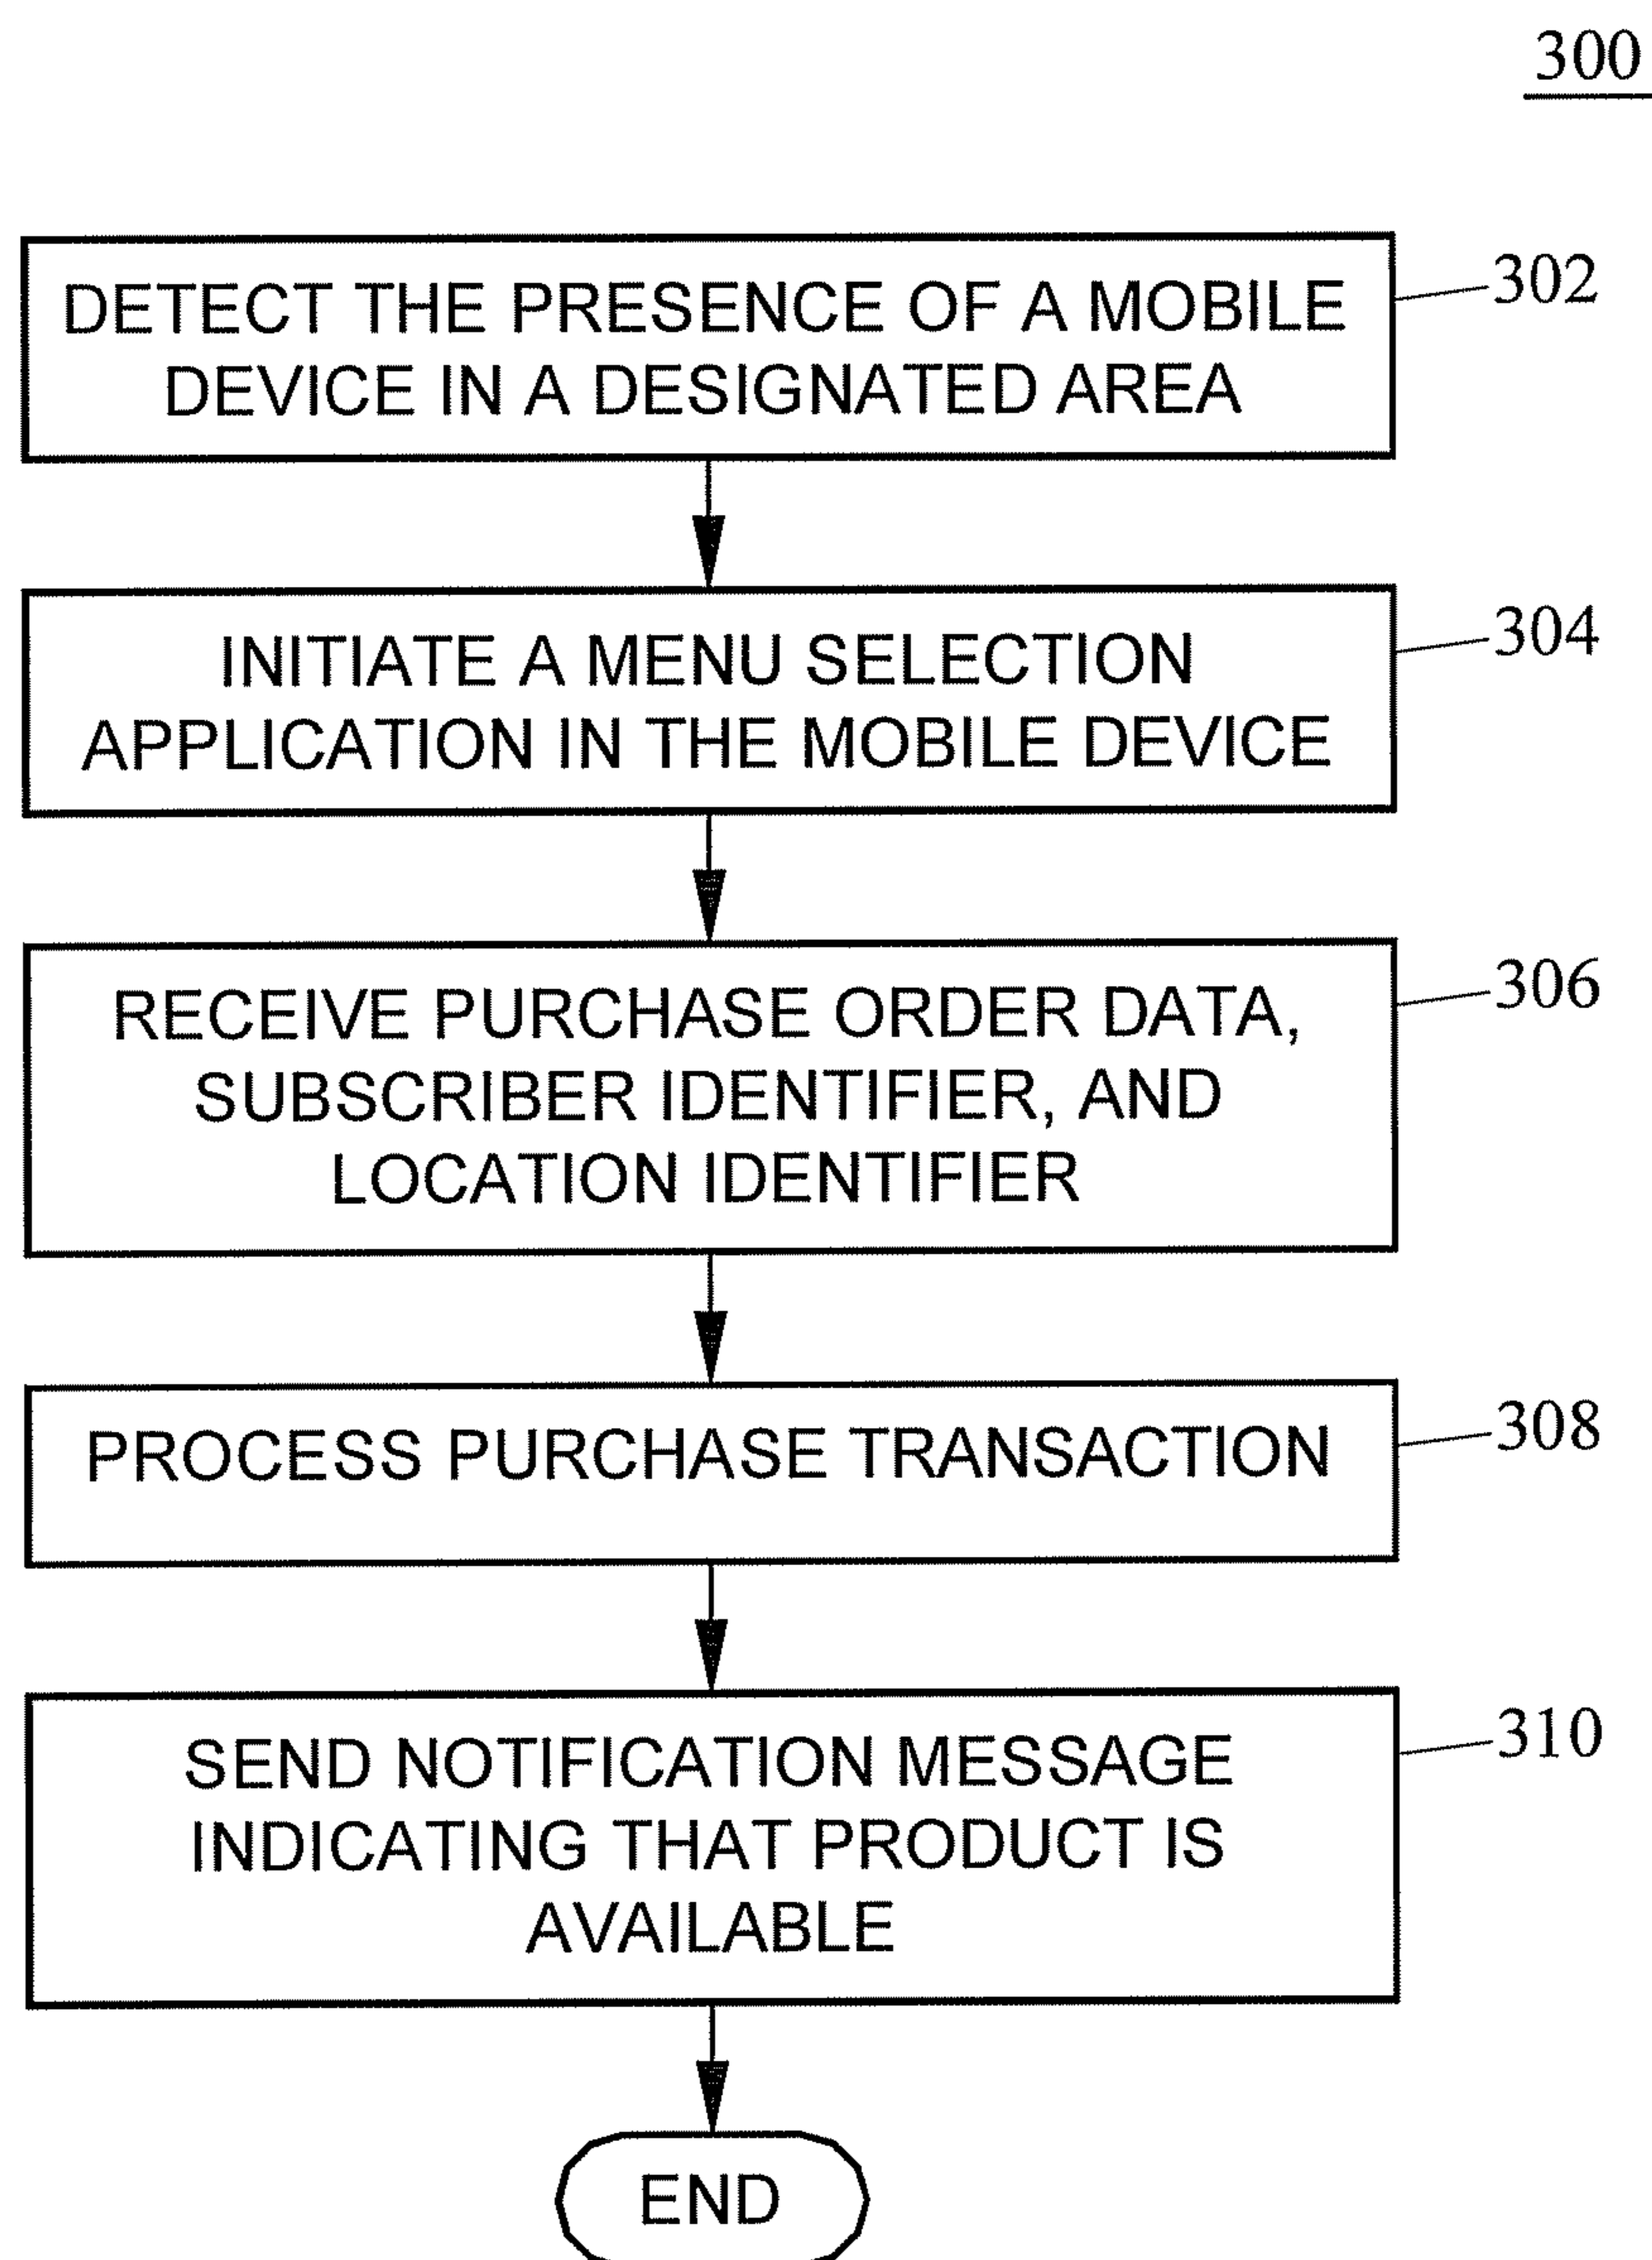 300
DETECT THE PRESENCE OF A MOBILE
DEVICE IN A DESIGNATED AREA
302
INITIATE A MENU SELECTION
APPLICATION IN THE MOBILE DEVICE
304
RECEIVE PURCHASE ORDER DATA,
SUBSCRIBER IDENTIFIER, AND
LOCATION IDENTIFIER
306
PROCESS PURCHASE TRANSACTION
308
SEND NOTIFICATION MESSAGE
INDICATING THAT PRODUCT IS
AVAILABLE
310
END